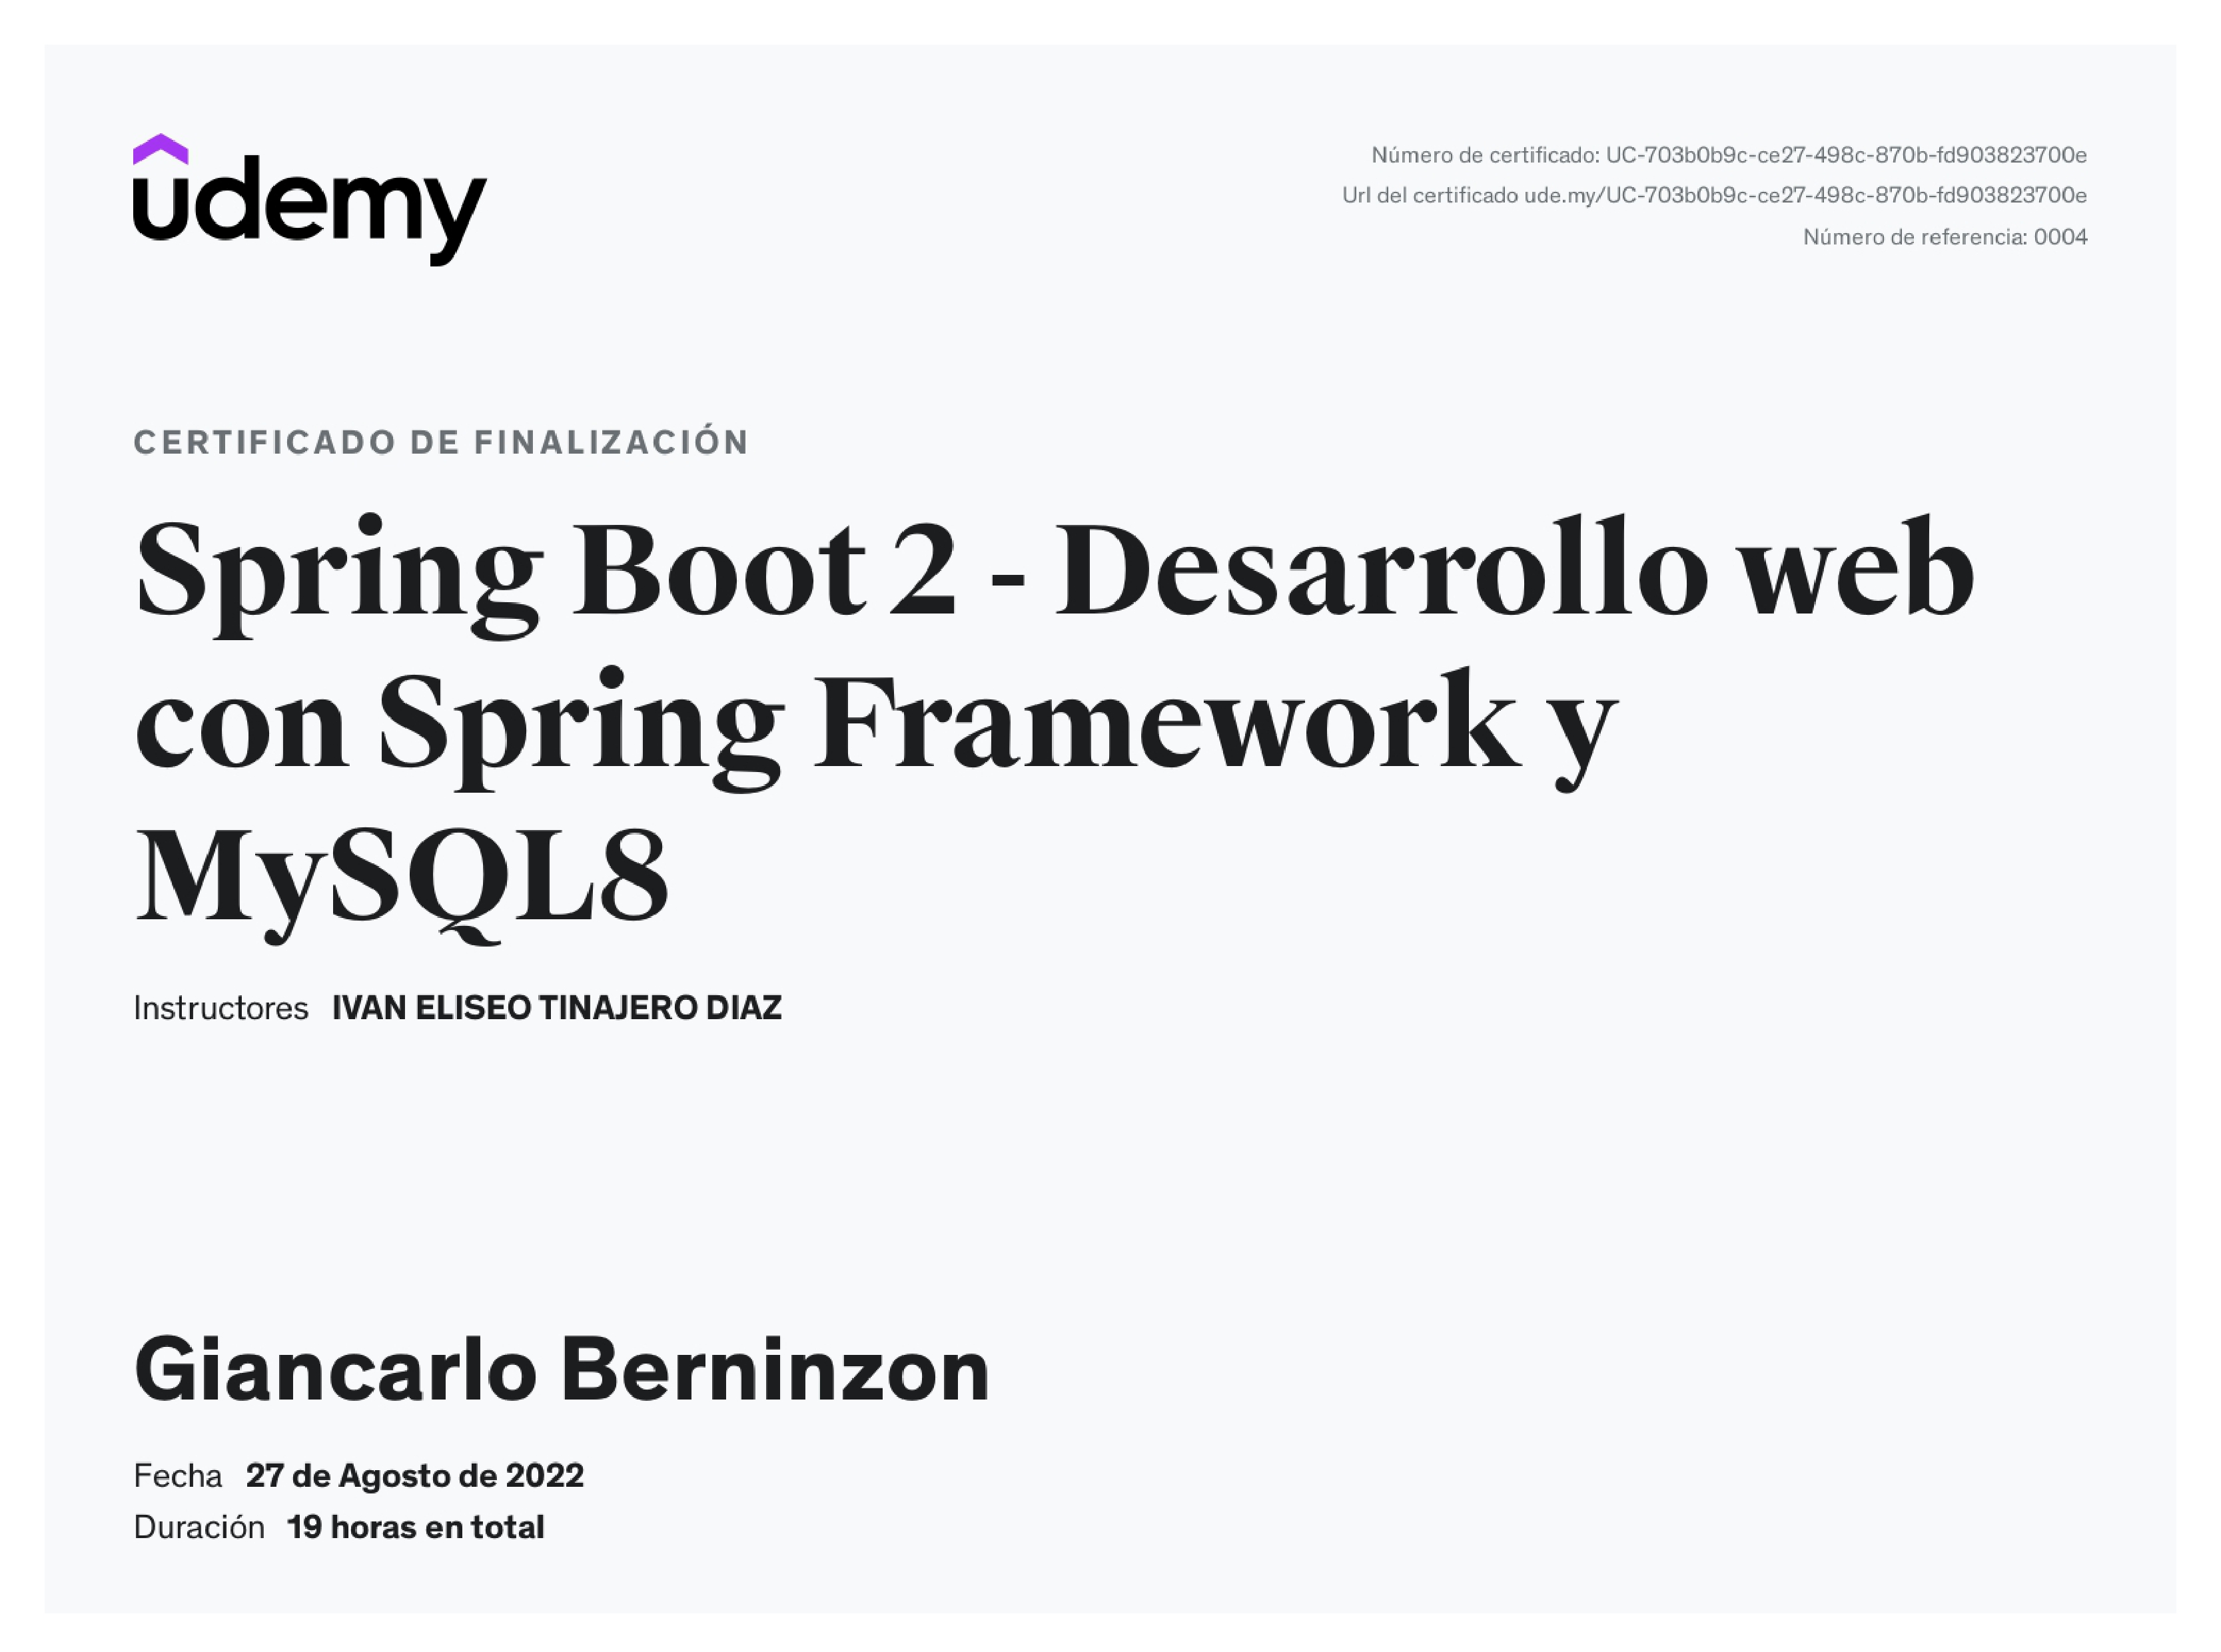 udemy
Número de certificado: UC-703b0b9c-ce27-498c-870b-fd903823700e
Url del certificado ude.my/UC-703b0b9c-ce27-498c-870b-fd903823700e
Número de referencia: 0004
CERTIFICADO DE FINALIZACIÓN
Spring Boot 2 - Desarrollo web
con Spring Framework y
MySQL8
Instructores IVAN ELISEO TINAJERO DIAZ
Giancarlo Berninzon
Fecha 27 de Agosto de 2022
Duración 19 horas en total